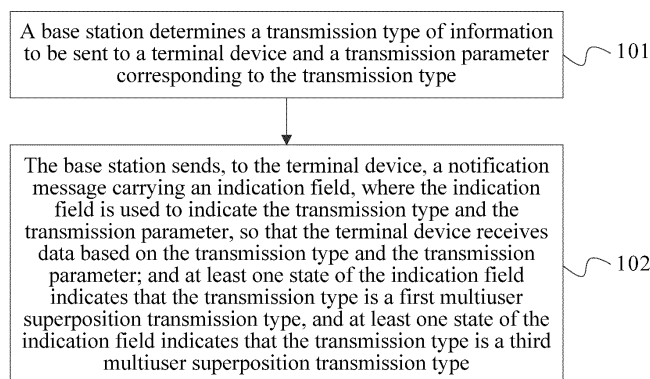 A base station determines a transmission type of information
to be sent to a terminal device and a transmission parameter
corresponding to the transmission type
101
The base station sends, to the terminal device, a notification
message carrying an indication field, where the indication
field is used to indicate the transmission type and the
transmission parameter, so that the terminal device receives
data based on the transmission type and the transmission
parameter; and at least one state of the indication field
indicates that the transmission type is a first multiuser
superposition transmission type, and at least one state of the
indication field indicates that the transmission type is a third
multiuser superposition transmission type
102